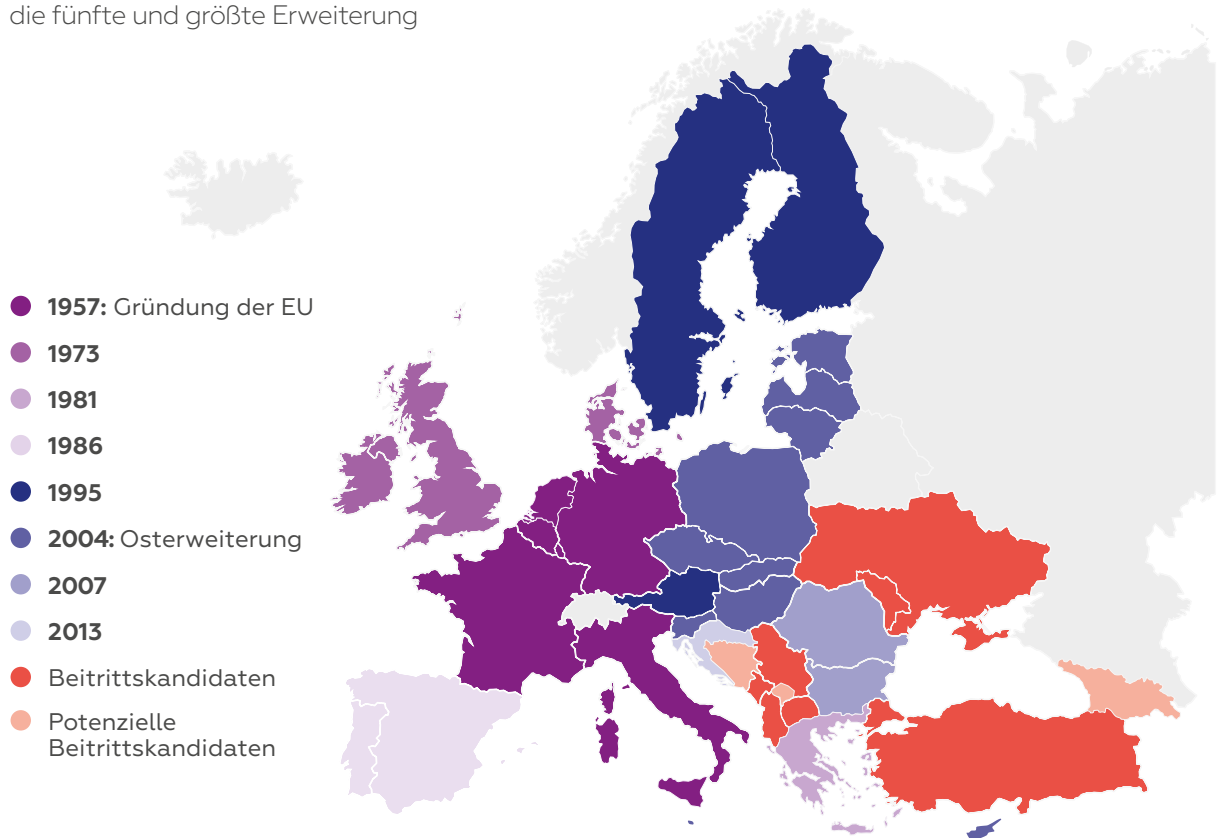 die fünfte und größte Erweiterung
1957: Gründung der EU
1973
1981
1986
1995
2004: Osterweiterung
2007
2013
Beitrittskandidaten
Potenzielle
Beitrittskandidaten